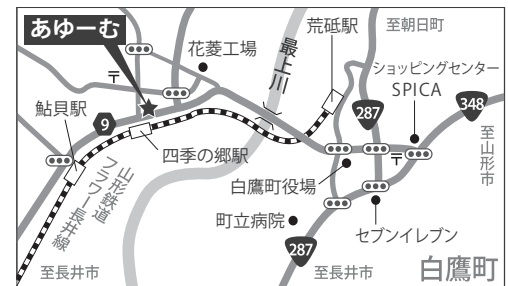 あゆーむ
花菱工場
最上川
荒砥駅
至朝日町
ショッピングセンター
SPICA
287
348
至山形市
〒
鮎貝駅
9
四季の郷駅
山形鉄道
フラワー長井線
白鷹町役場
〒
町立病院
セブンイレブン
287
至長井市
至長井市
白鷹町